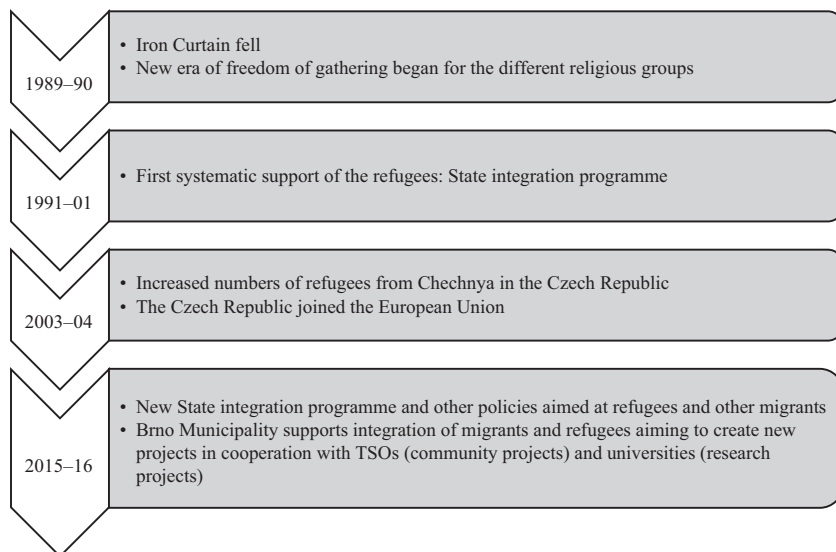 1989–90
• Iron Curtain fell
• New era of freedom of gathering began for the different religious groups
1991–01
• First systematic support of the refugees: State integration programme
2003–04
• Increased numbers of refugees from Chechnya in the Czech Republic
• The Czech Republic joined the European Union
2015–16
• New State integration programme and other policies aimed at refugees and other migrants
• Brno Municipality supports integration of migrants and refugees aiming to create new
projects in cooperation with TSOs (community projects) and universities (research
projects)